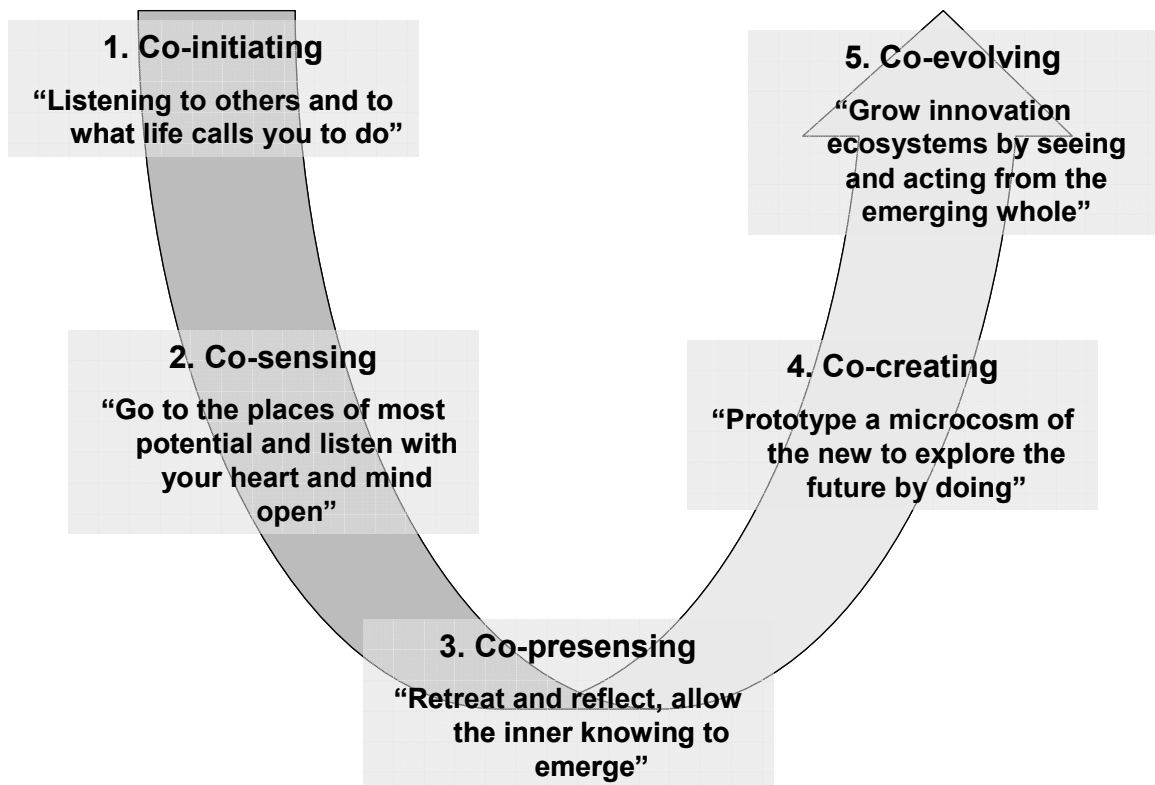 1. Co-initiating
“Listening to others and to
what life calls you to do”
2. Co-sensing
“Go to the places of most
potential and listen with
your heart and mind
open”
3. Co-presensing
“Retreat and reflect, allow
the inner knowing to
emerge”
4. Co-creating
“Prototype a microcosm of
the new to explore the
future by doing”
5. Co-evolving
“Grow innovation
ecosystems by seeing
and acting from the
emerging whole”